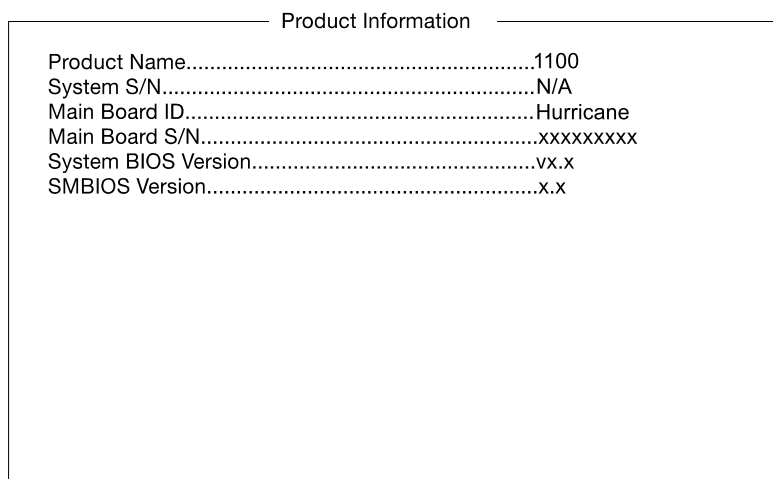 Product Information
Product Name..........................................................1100
System S/N...............................................................N/A
Main Board ID...........................................................Hurricane
Main Board S/N.........................................................xxxxxxxxx
System BIOS Version................................................vx.x
SMBIOS Version........................................................x.x